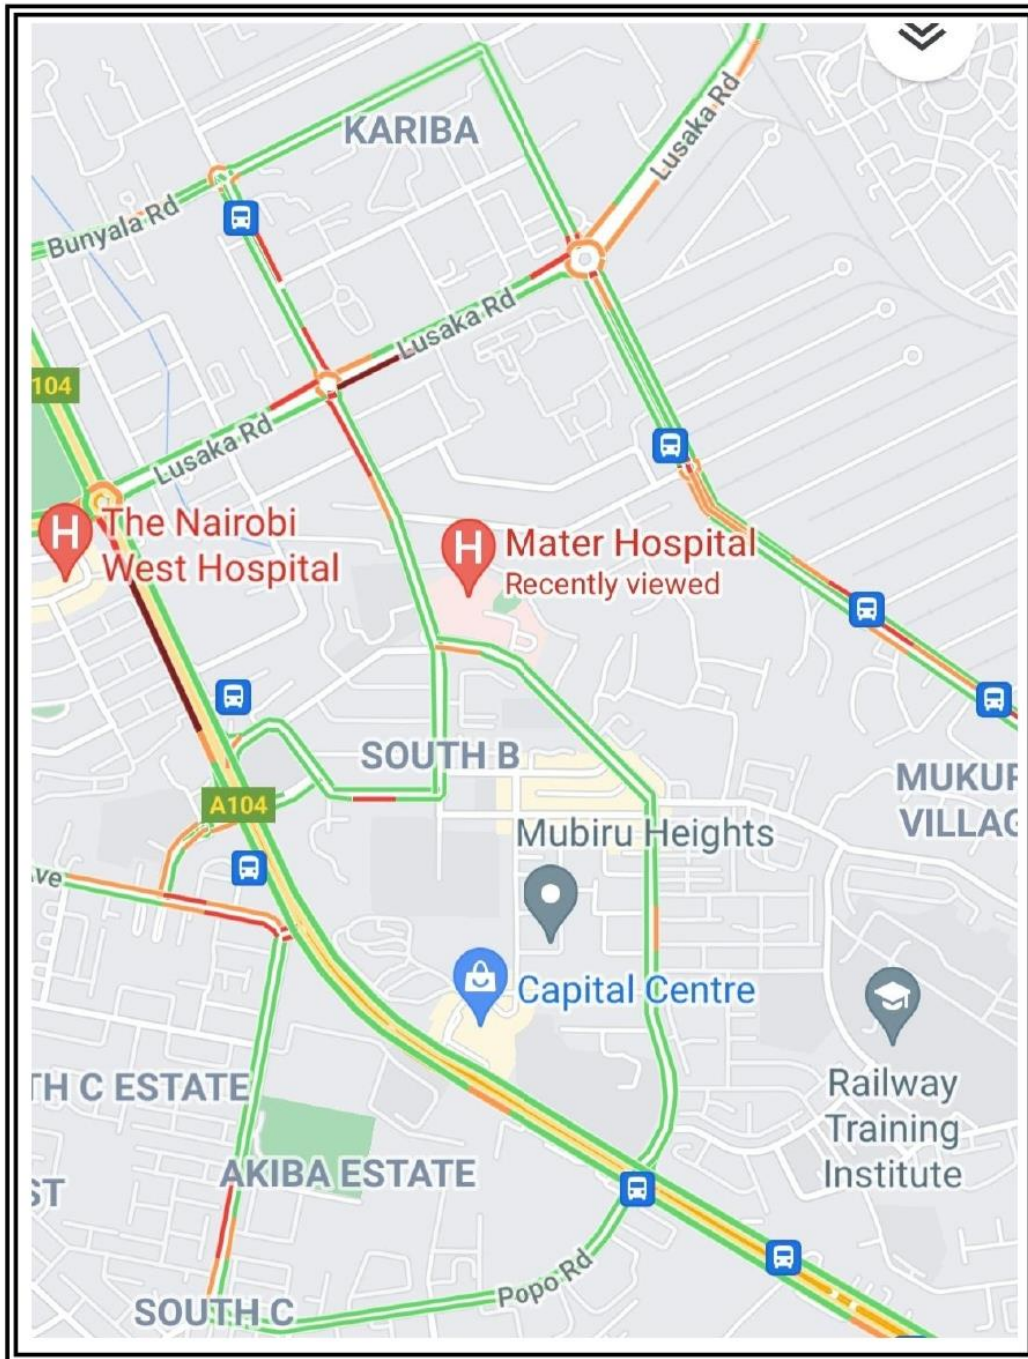 KARIBA
Lusaka Rd
Bunyala Rd
Lusaka Rd
104
Lusaka Rd
The Nairobi
West Hospital
Mater Hospital
Recently viewed
SOUTH B
MUKUR
VILLAG
A104
Mubiru Heights
ve
Capital Centre
TH C ESTATE
Railway
Training
Institute
AKIBA ESTATE
ST
Popo Rd
SOUTH C